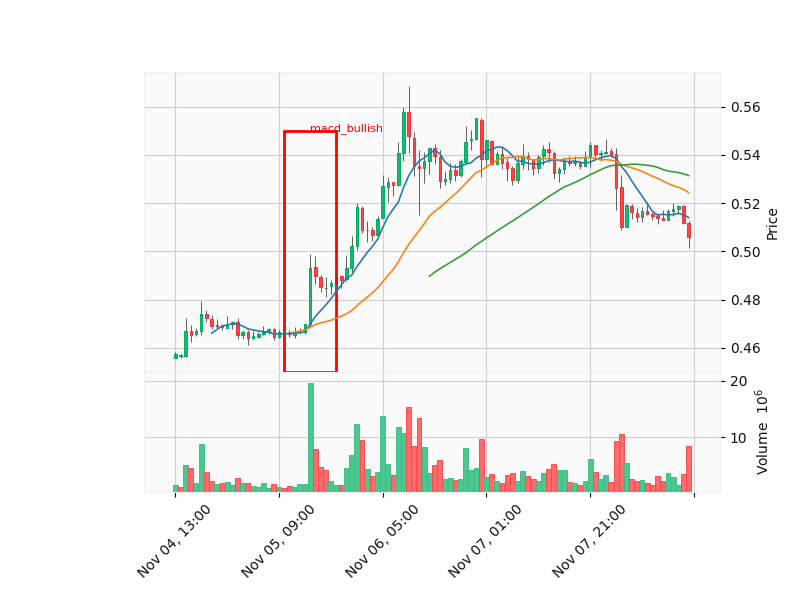 macd_bullish
0.56
0.54
0.52
0.50
0.48
0.46
Price
20
10
Volume 10^6
Nov 04, 13:00
Nov 05, 09:00
Nov 06, 05:00
Nov 07, 01:00
Nov 07, 21:00